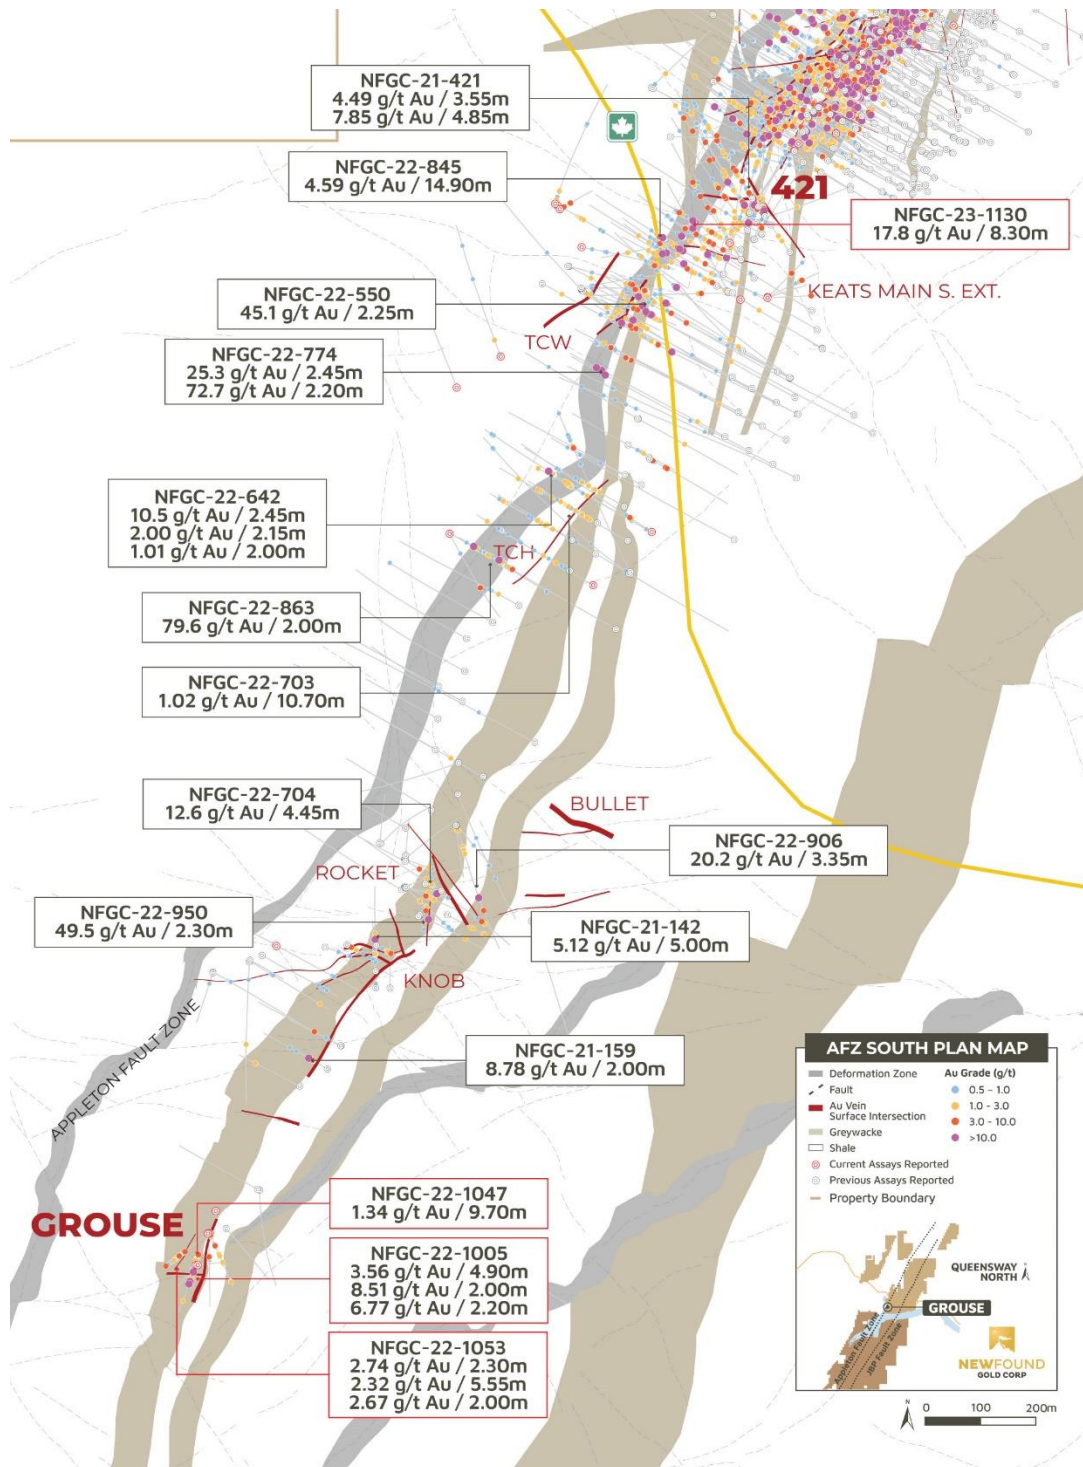 NFGC-21-421
4.49 g/t Au / 3.55m
7.85 g/t Au / 4.85m
NFGC-22-845
4.59 g/t Au / 14.90m
421
NFGC-23-1130
17.8 g/t Au / 8.30m
KEATS MAIN S. EXT.
NFGC-22-550
45.1 g/t Au / 2.25m
TCW
NFGC-22-774
25.3 g/t Au / 2.45m
72.7 g/t Au / 2.20m
NFGC-22-642
10.5 g/t Au / 2.45m
2.00 g/t Au / 2.15m
1.01 g/t Au / 2.00m
TCH
NFGC-22-863
79.6 g/t Au / 2.00m
NFGC-22-703
1.02 g/t Au / 10.70m
NFGC-22-704
12.6 g/t Au / 4.45m
BULLET
NFGC-22-906
20.2 g/t Au / 3.35m
ROCKET
NFGC-22-950
49.5 g/t Au / 2.30m
NFGC-21-142
5.12 g/t Au / 5.00m
KNOB
APPLETON FAULT ZONE
NFGC-21-159
8.78 g/t Au / 2.00m
GROUSE
NFGC-22-1047
1.34 g/t Au / 9.70m
NFGC-22-1005
3.56 g/t Au / 4.90m
8.51 g/t Au / 2.00m
6.77 g/t Au / 2.20m
NFGC-22-1053
2.74 g/t Au / 2.30m
2.32 g/t Au / 5.55m
2.67 g/t Au / 2.00m
AFZ SOUTH PLAN MAP
Deformation Zone
Fault
Au Vein
Surface Intersection
Greywacke
Shale
Current Assays Reported
Previous Assays Reported
Property Boundary
Au Grade (g/t)
0.5 - 1.0
1.0 - 3.0
3.0 - 10.0
>10.0
QUEENSWAY
NORTH
N
GROUSE
Appleton Fault Zone
JBP Fault Zone
NEWFOUND
GOLD CORP
N
0 100 200m